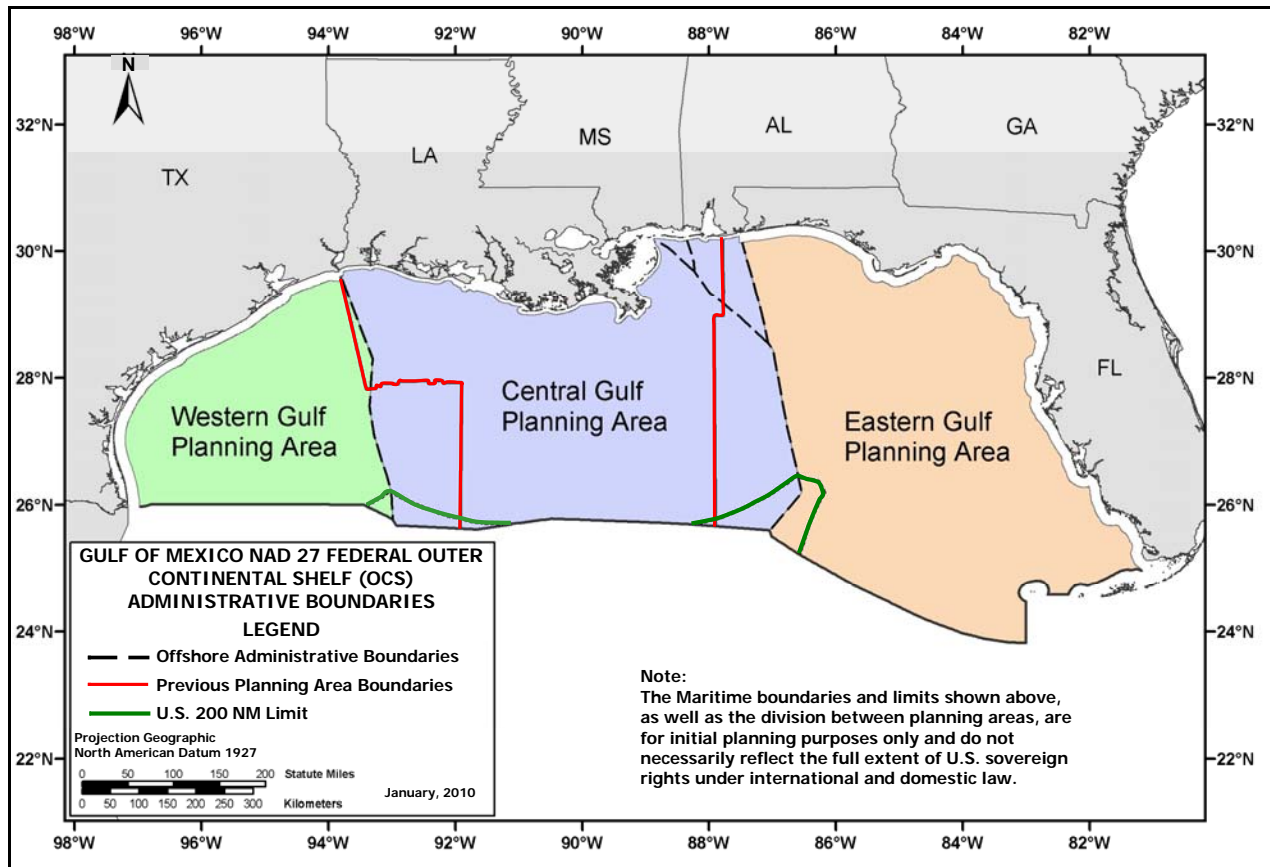 98°W 96°W 94°W 92°W 90°W 88°W 86°W 84°W 82°W
N
32°N 32°N
TX
LA
MS
AL
GA
30°N 30°N
FL
28°N 28°N
Western Gulf
Planning Area
Central Gulf
Planning Area
Eastern Gulf
Planning Area
26°N 26°N
GULF OF MEXICO NAD 27 FEDERAL OUTER
CONTINENTAL SHELF (OCS)
ADMINISTRATIVE BOUNDARIES
LEGEND
Offshore Administrative Boundaries
Previous Planning Area Boundaries
U.S. 200 NM Limit
Projection Geographic
North American Datum 1927
0 50 100 150 200 Statute Miles
0 50 100 150 200 250 300 Kilometers
January, 2010
24°N 24°N
Note:
The Maritime boundaries and limits shown above,
as well as the division between planning areas, are
for initial planning purposes only and do not
necessarily reflect the full extent of U.S. sovereign
rights under international and domestic law.
22°N 22°N
98°W 96°W 94°W 92°W 90°W 88°W 86°W 84°W 82°W